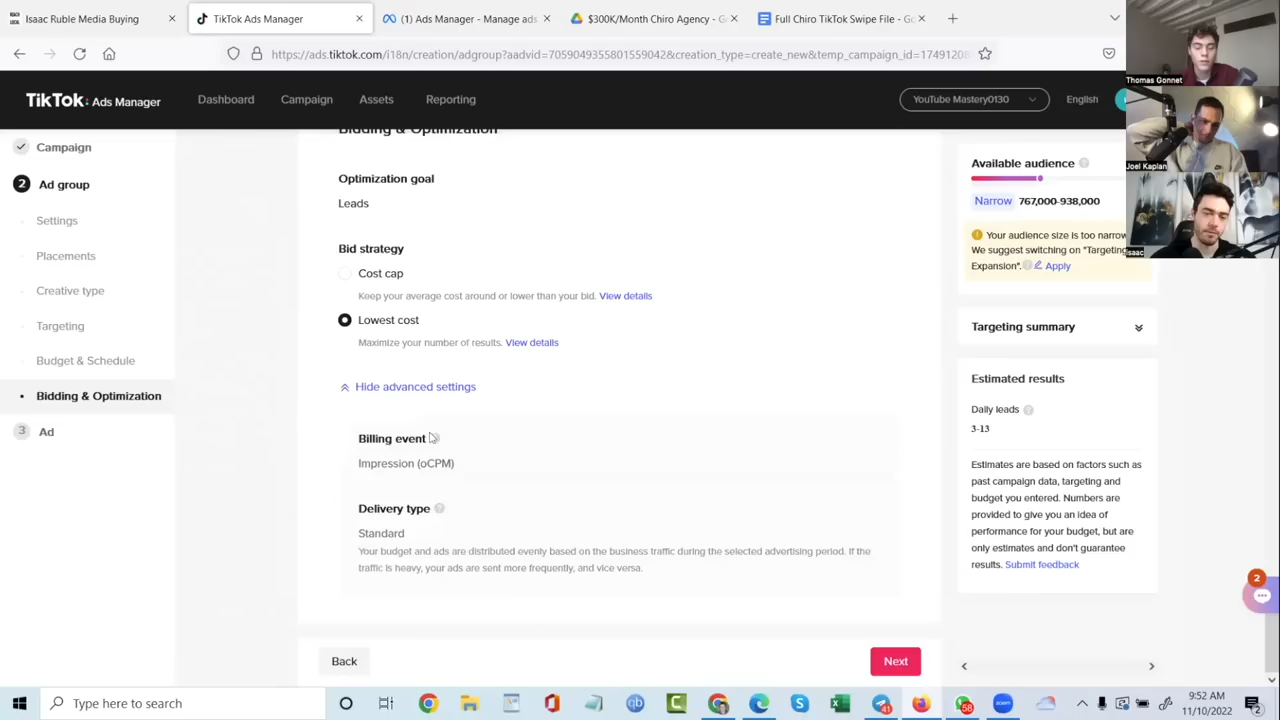 Isaac Ruble Media Buying
TikTok Ads Manager
(1) Ads Manager - Manage ads
$300K/Month Chiro Agency - Go
Full Chiro TikTok Swipe File - Go
https://ads.tiktok.com/i18n/creation/adgroup?aadvid=7059049355801559042&creation_type=create_new&temp_campaign_id=1749120
TikTok: Ads Manager
Dashboard
Campaign
Assets
Reporting
YouTube Mastery0130
English
Thomas Gonnet
Joel Kaplan
Isaac
Campaign
2 Ad group
Settings
Placements
Creative type
Targeting
Budget & Schedule
Bidding & Optimization
3 Ad
Bidding & Optimization
Optimization goal
Leads
Bid strategy
Cost cap
Keep your average cost around or lower than your bid. View details
Lowest cost
Maximize your number of results. View details
Hide advanced settings
Billing event
Impression (oCPM)
Delivery type
Standard
Your budget and ads are distributed evenly based on the business traffic during the selected advertising period. If the
traffic is heavy, your ads are sent more frequently, and vice versa.
Back
Next
Available audience
Narrow 767,000-938,000
Your audience size is too narrow
We suggest switching on "Targeting
Expansion". Apply
Targeting summary
Estimated results
Daily leads
3-13
Estimates are based on factors such as
past campaign data, targeting and
budget you entered. Numbers are
provided to give you an idea of
performance for your budget, but are
only estimates and don't guarantee
results. Submit feedback
2
Type here to search
41
58
zoom
9:52 AM
11/10/2022
2